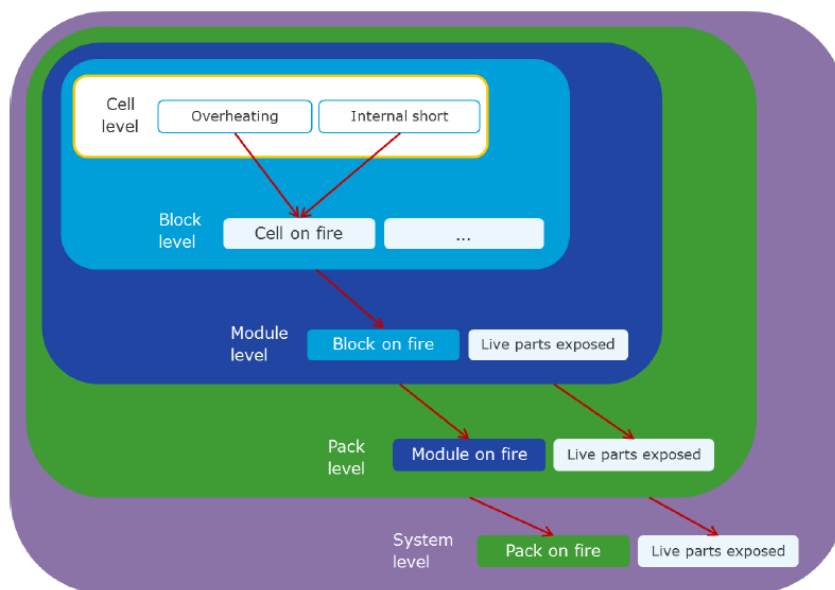 Cell
level
Overheating
Internal short
Block
level
Cell on fire
...
Module
level
Block on fire
Live parts exposed
Pack
level
Module on fire
Live parts exposed
System
level
Pack on fire
Live parts exposed